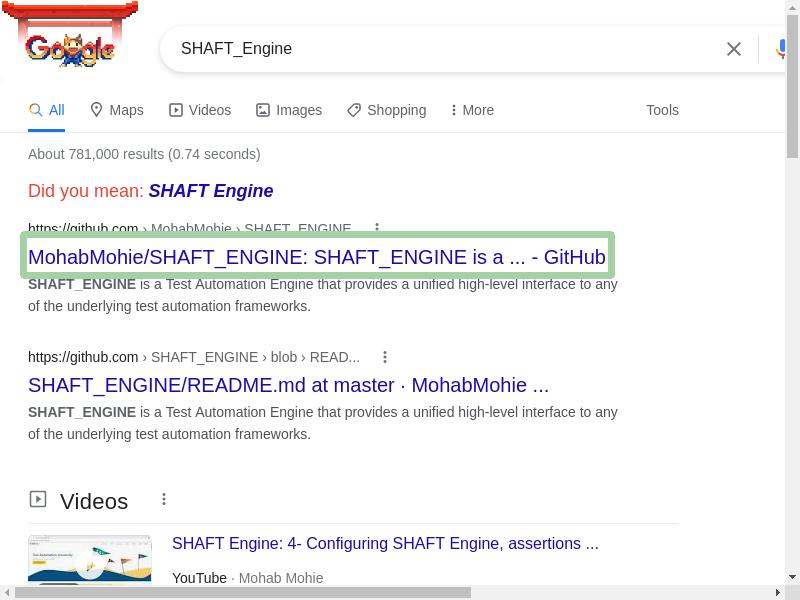 Google
SHAFT_Engine
All Maps Videos Images Shopping More Tools
About 781,000 results (0.74 seconds)
Did you mean: SHAFT Engine
https://github.com › MohabMohie › SHAFT_ENGINE
MohabMohie/SHAFT_ENGINE: SHAFT_ENGINE is a ... - GitHub
SHAFT_ENGINE is a Test Automation Engine that provides a unified high-level interface to any
of the underlying test automation frameworks.
https://github.com › SHAFT_ENGINE › blob › READ...
SHAFT_ENGINE/README.md at master · MohabMohie ...
SHAFT_ENGINE is a Test Automation Engine that provides a unified high-level interface to any
of the underlying test automation frameworks.
Videos
SHAFT Engine: 4- Configuring SHAFT Engine, assertions ...
YouTube · Mohab Mohie